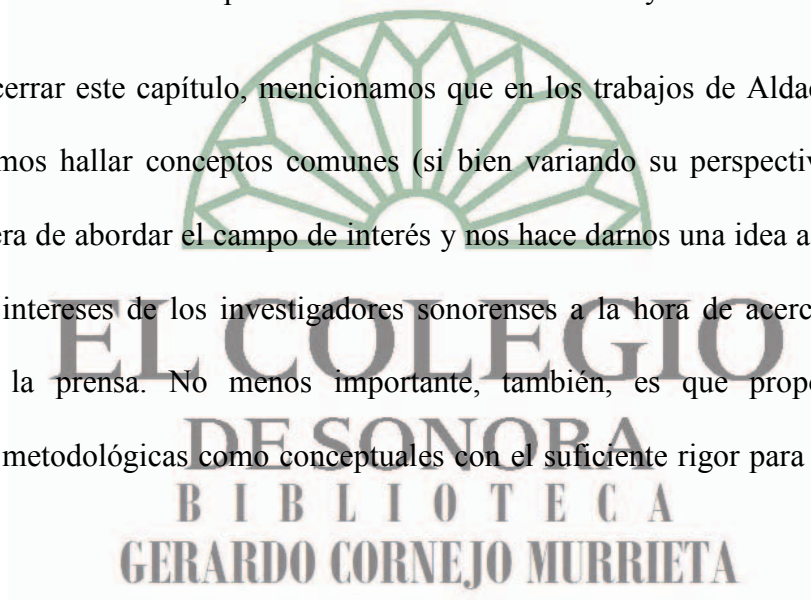 cerrar este capítulo, mencionamos que en los trabajos de Aldac
mos hallar conceptos comunes (si bien variando su perspectiv
era de abordar el campo de interés y nos hace darnos una idea a
intereses de los investigadores sonorenses a la hora de acerc
la prensa. No menos importante, también, es que prop
metodológicas como conceptuales con el suficiente rigor para
EL COLEGIO
DE SONORA
BIBLIOTECA
GERARDO CORNEJO MURRIETA